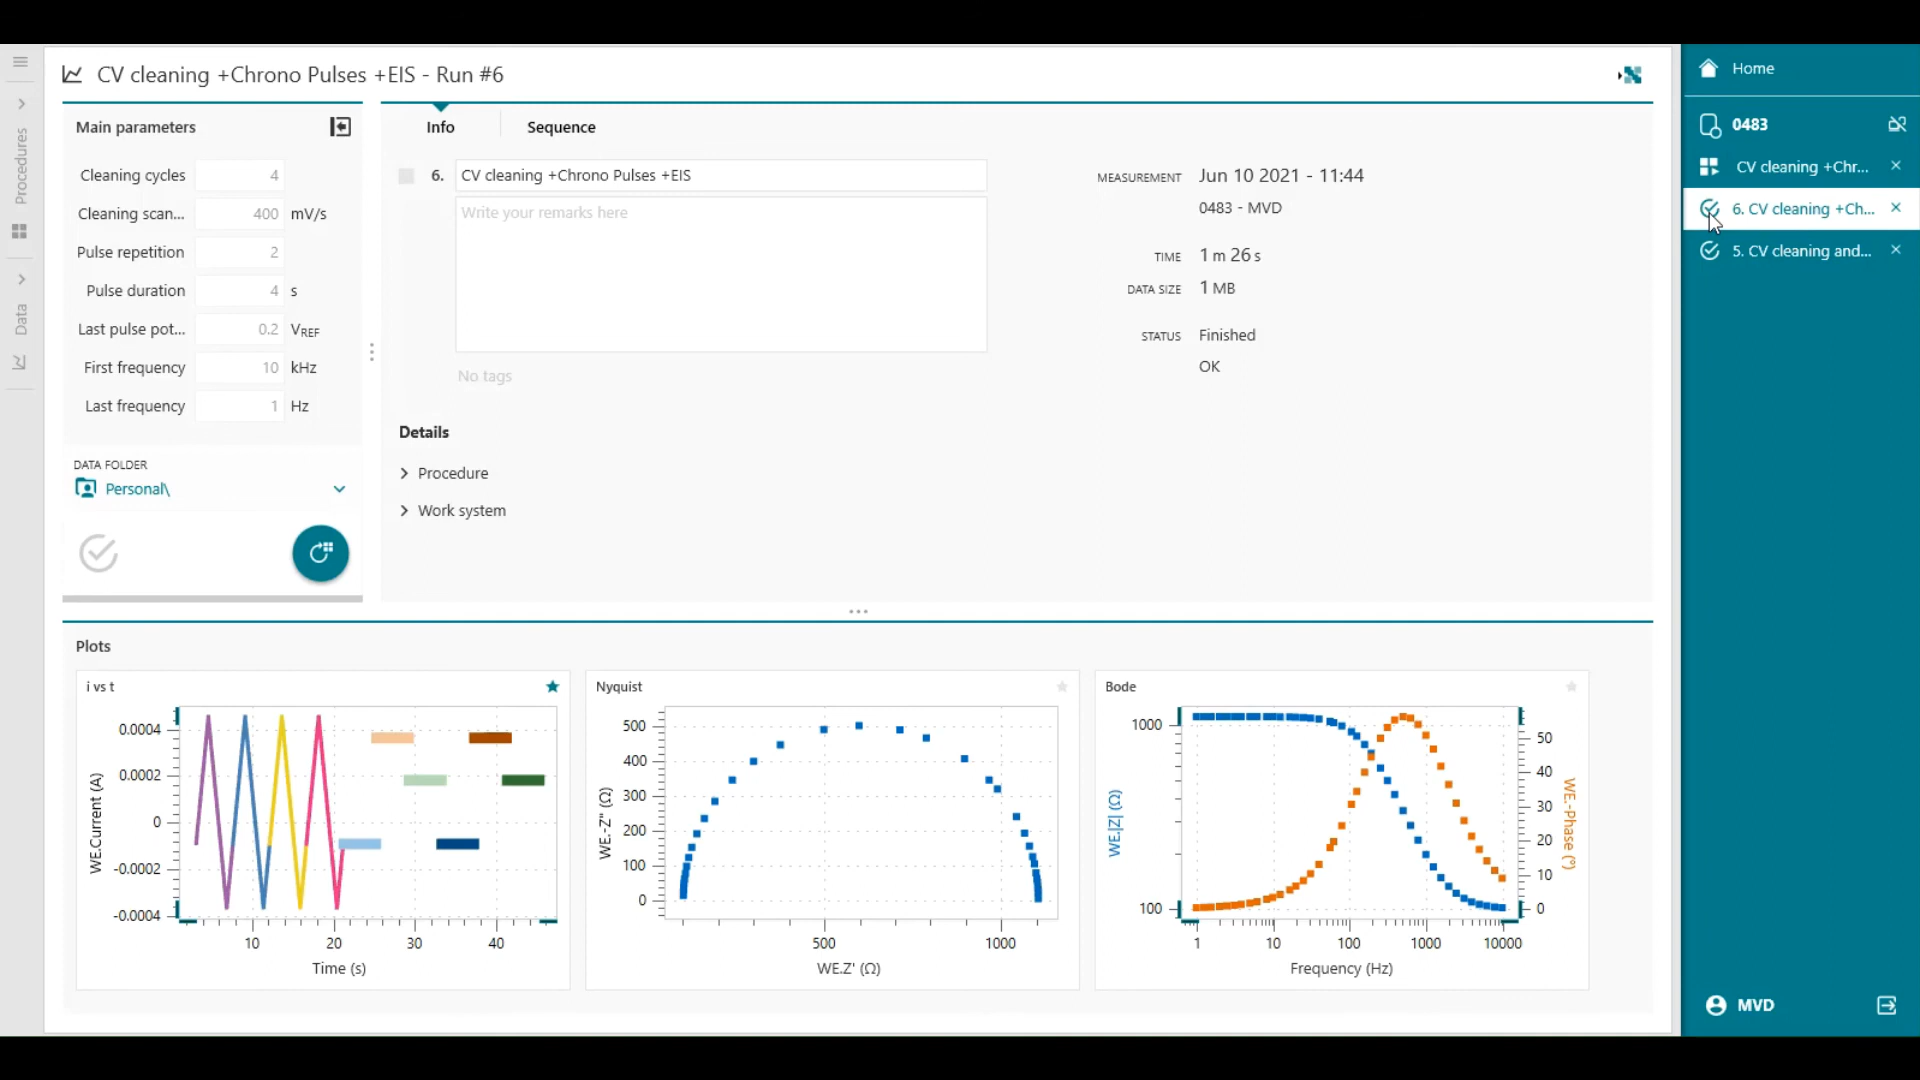 CV cleaning +Chrono Pulses +EIS - Run #6
Home
Procedures
Data
Main parameters
Cleaning cycles 4
Cleaning scan... 400 mV/s
Pulse repetition 2
Pulse duration 4 s
Last pulse pot... 0.2 VREF
First frequency 10 kHz
Last frequency 1 Hz
DATA FOLDER
Personal\
Info Sequence
6. CV cleaning +Chrono Pulses +EIS
Write your remarks here
No tags
MEASUREMENT Jun 10 2021 - 11:44
0483 - MVD
TIME 1 m 26 s
DATA SIZE 1 MB
STATUS Finished
OK
Details
Procedure
Work system
0483
CV cleaning +Chr...
6. CV cleaning +Ch...
5. CV cleaning and...
Plots
i vs t
WE.Current (A)
0.0004
0.0002
0
-0.0002
-0.0004
10 20 30 40
Time (s)
Nyquist
WE.-Z'' (Ω)
500
400
300
200
100
0
500 1000
WE.Z' (Ω)
Bode
WE.|Z| (Ω)
1000
100
50
40
30
20
10
0
WE.-Phase (°)
1 10 100 1000 10000
Frequency (Hz)
MVD